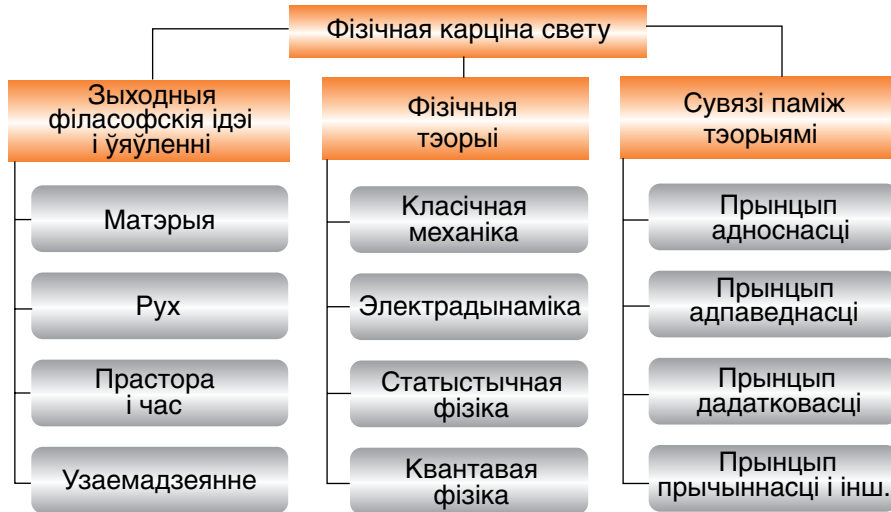 Фізічная карціна свету
Зыходныя
філасофскія ідэі
і ўяўленні
Матэрыя
Рух
Прастора
і час
Узаемадзеянне
Фізічныя
тэорыі
Класічная
механіка
Электрадынаміка
Статыстычная
фізіка
Квантавая
фізіка
Сувязі паміж
тэорыямі
Прынцып
адноснасці
Прынцып
адпаведнасці
Прынцып
дадатковасці
Прынцып
прычыннасці і інш.